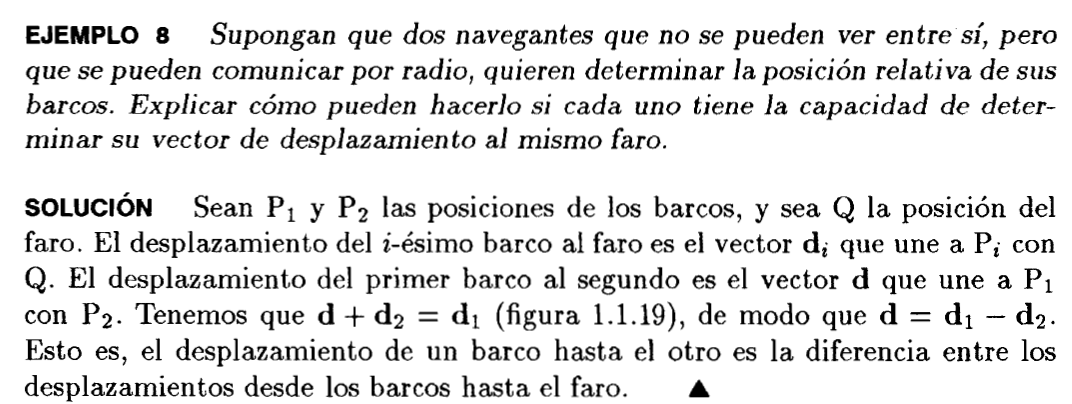 EJEMPLO 8 Supongan que dos navegantes que no se pueden ver entre sí, pero
que se pueden comunicar por radio, quieren determinar la posición relativa de sus
barcos. Explicar cómo pueden hacerlo si cada uno tiene la capacidad de deter-
minar su vector de desplazamiento al mismo faro.
SOLUCIÓN Sean P₁ y P₂ las posiciones de los barcos, y sea Q la posición del
faro. El desplazamiento del i-ésimo barco al faro es el vector dᵢ que une a Pᵢ con
Q. El desplazamiento del primer barco al segundo es el vector d que une a P₁
con P₂. Tenemos que d + d₂ = d₁ (figura 1.1.19), de modo que d = d₁ − d₂.
Esto es, el desplazamiento de un barco hasta el otro es la diferencia entre los
desplazamientos desde los barcos hasta el faro. ▲